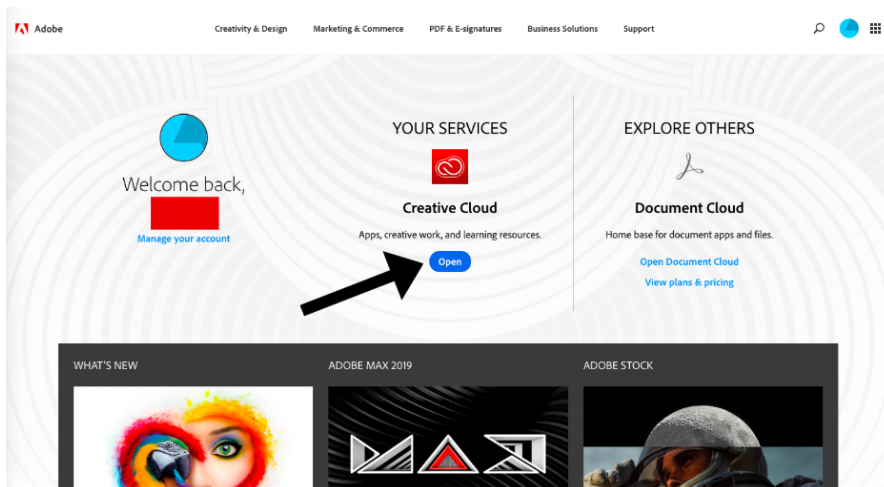 Adobe
Creativity & Design
Marketing & Commerce
PDF & E-signatures
Business Solutions
Support
Welcome back,
Manage your account
YOUR SERVICES
Creative Cloud
Apps, creative work, and learning resources.
Open
EXPLORE OTHERS
Document Cloud
Home base for document apps and files.
Open Document Cloud
View plans & pricing
WHAT'S NEW
ADOBE MAX 2019
MAX
ADOBE STOCK